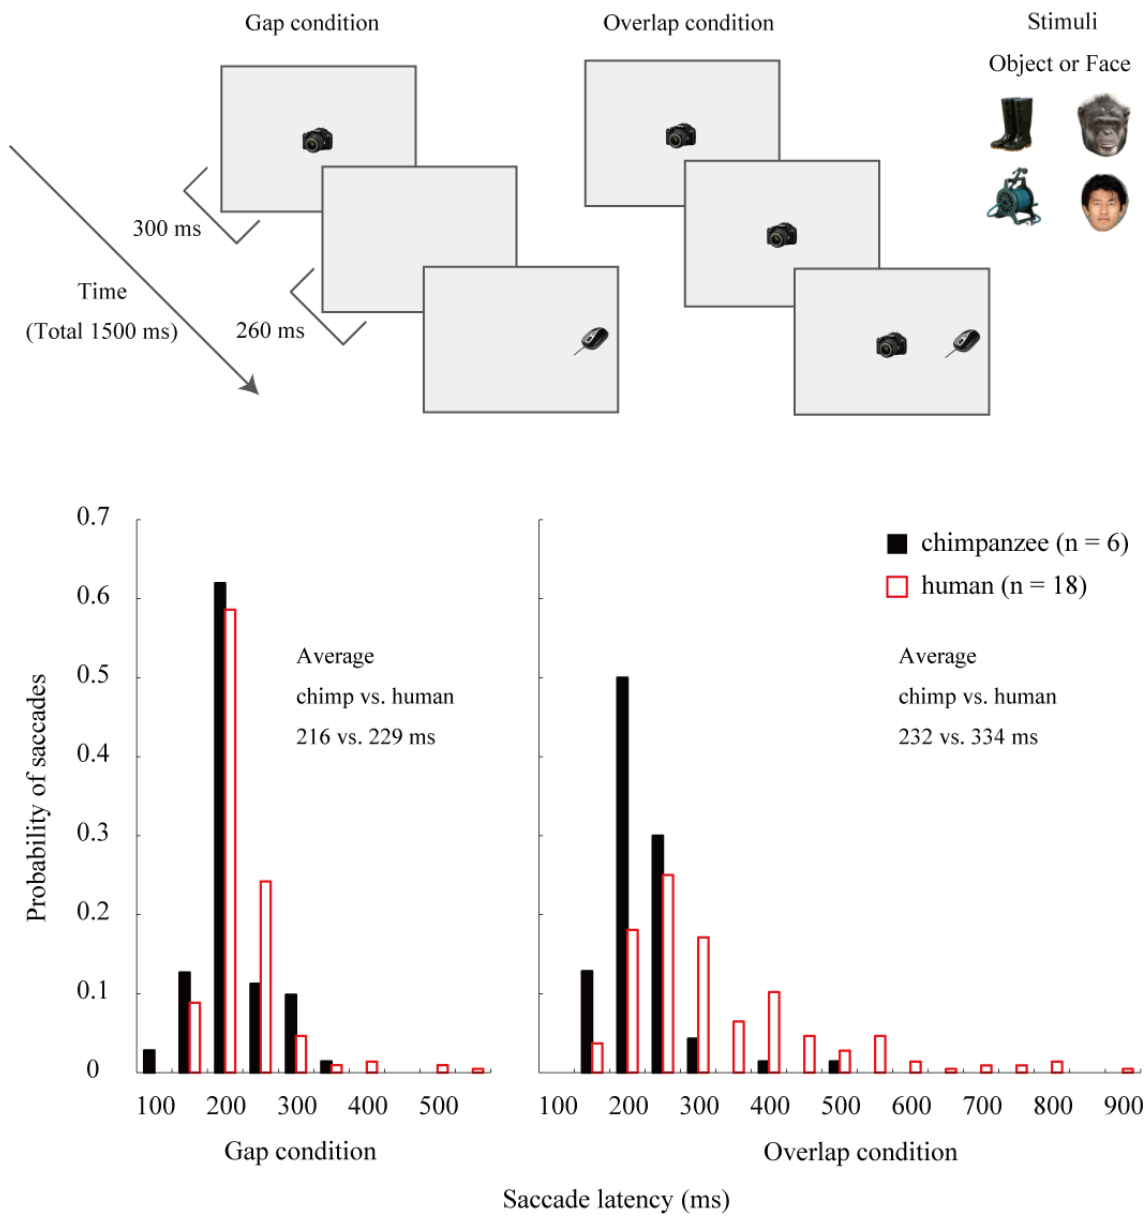 Gap condition
Overlap condition
Stimuli
Object or Face
300 ms
Time
(Total 1500 ms)
260 ms
0.7
0.6
0.5
0.4
0.3
0.2
0.1
0
Probability of saccades
Average
chimp vs. human
216 vs. 229 ms
chimpanzee (n = 6)
human (n = 18)
Average
chimp vs. human
232 vs. 334 ms
100 200 300 400 500
100 200 300 400 500 600 700 800 900
Gap condition
Overlap condition
Saccade latency (ms)